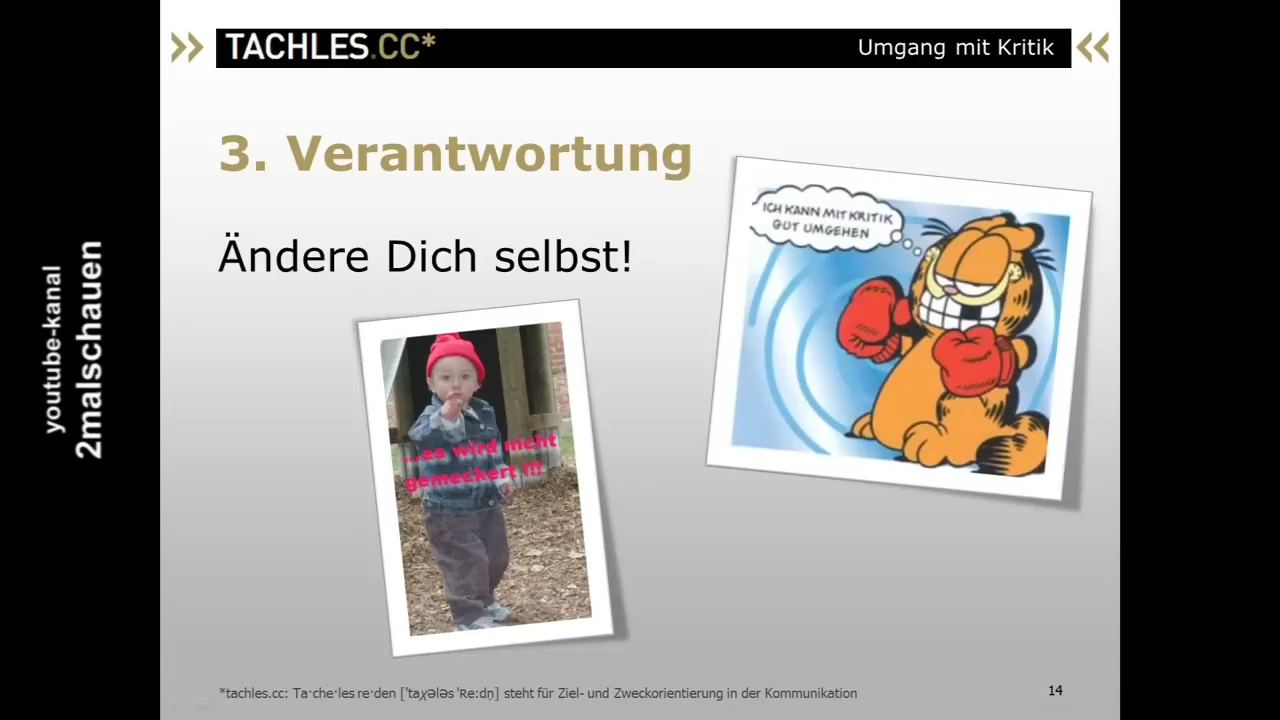 TACHLES.CC*
Umgang mit Kritik
3. Verantwortung
Ändere Dich selbst!
ICH KANN MIT KRITIK
GUT UMGEHEN
...es wird nicht
gemeckert !!!
youtube-kanal
2malschauen
*tachles.cc: Ta·che·les re·den ['taχələs 'Re:dṇ] steht für Ziel- und Zweckorientierung in der Kommunikation
14